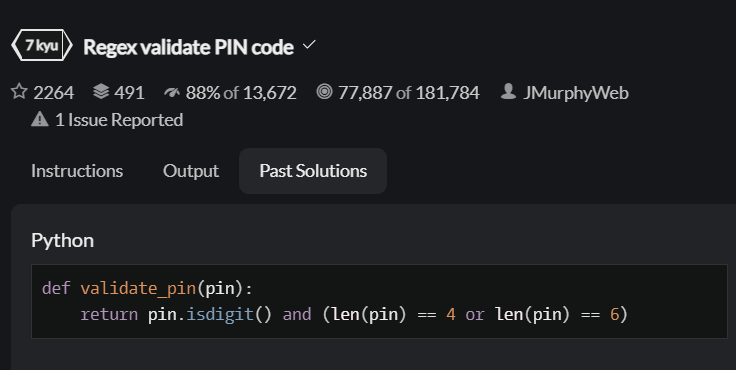 7 kyu Regex validate PIN code
2264 491 88% of 13,672 77,887 of 181,784 JMurphyWeb
1 Issue Reported
Instructions Output Past Solutions
Python
def validate_pin(pin):
    return pin.isdigit() and (len(pin) == 4 or len(pin) == 6)